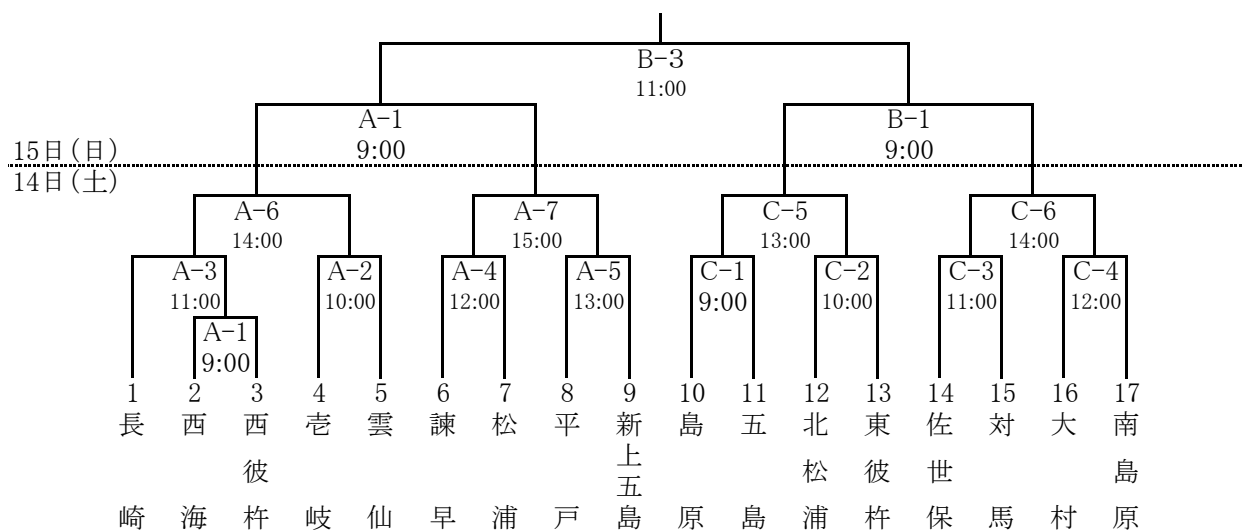 B-3
11:00
A-1
9:00
B-1
9:00
15日(日)
14日(土)
A-6
14:00
A-7
15:00
C-5
13:00
C-6
14:00
A-3
11:00
A-2
10:00
A-4
12:00
A-5
13:00
C-1
9:00
C-2
10:00
C-3
11:00
C-4
12:00
A-1
9:00
1
長崎
2
西海
3
西彼杵
4
壱岐
5
雲仙
6
諫早
7
松浦
8
平戸
9
新上五島
10
島原
11
五島
12
北松浦
13
東彼杵
14
佐世保
15
対馬
16
大村
17
南島原